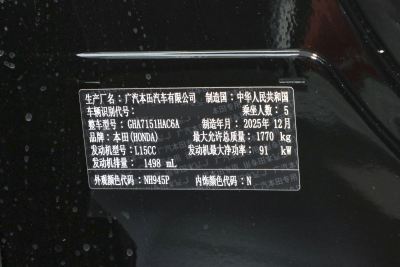 生产厂名：广汽本田汽车有限公司 制造国：中华人民共和国
车辆识别代号： 乘坐人数：5
整车型号：GHA7151HAC6A 制造年月：2025年12月
品牌：本田(HONDA) 最大允许总质量：1770 kg
发动机型号：L15CC 发动机最大净功率：91 kW
发动机排量：1498 mL
外观颜色代码：NH945P 内饰颜色代码：N